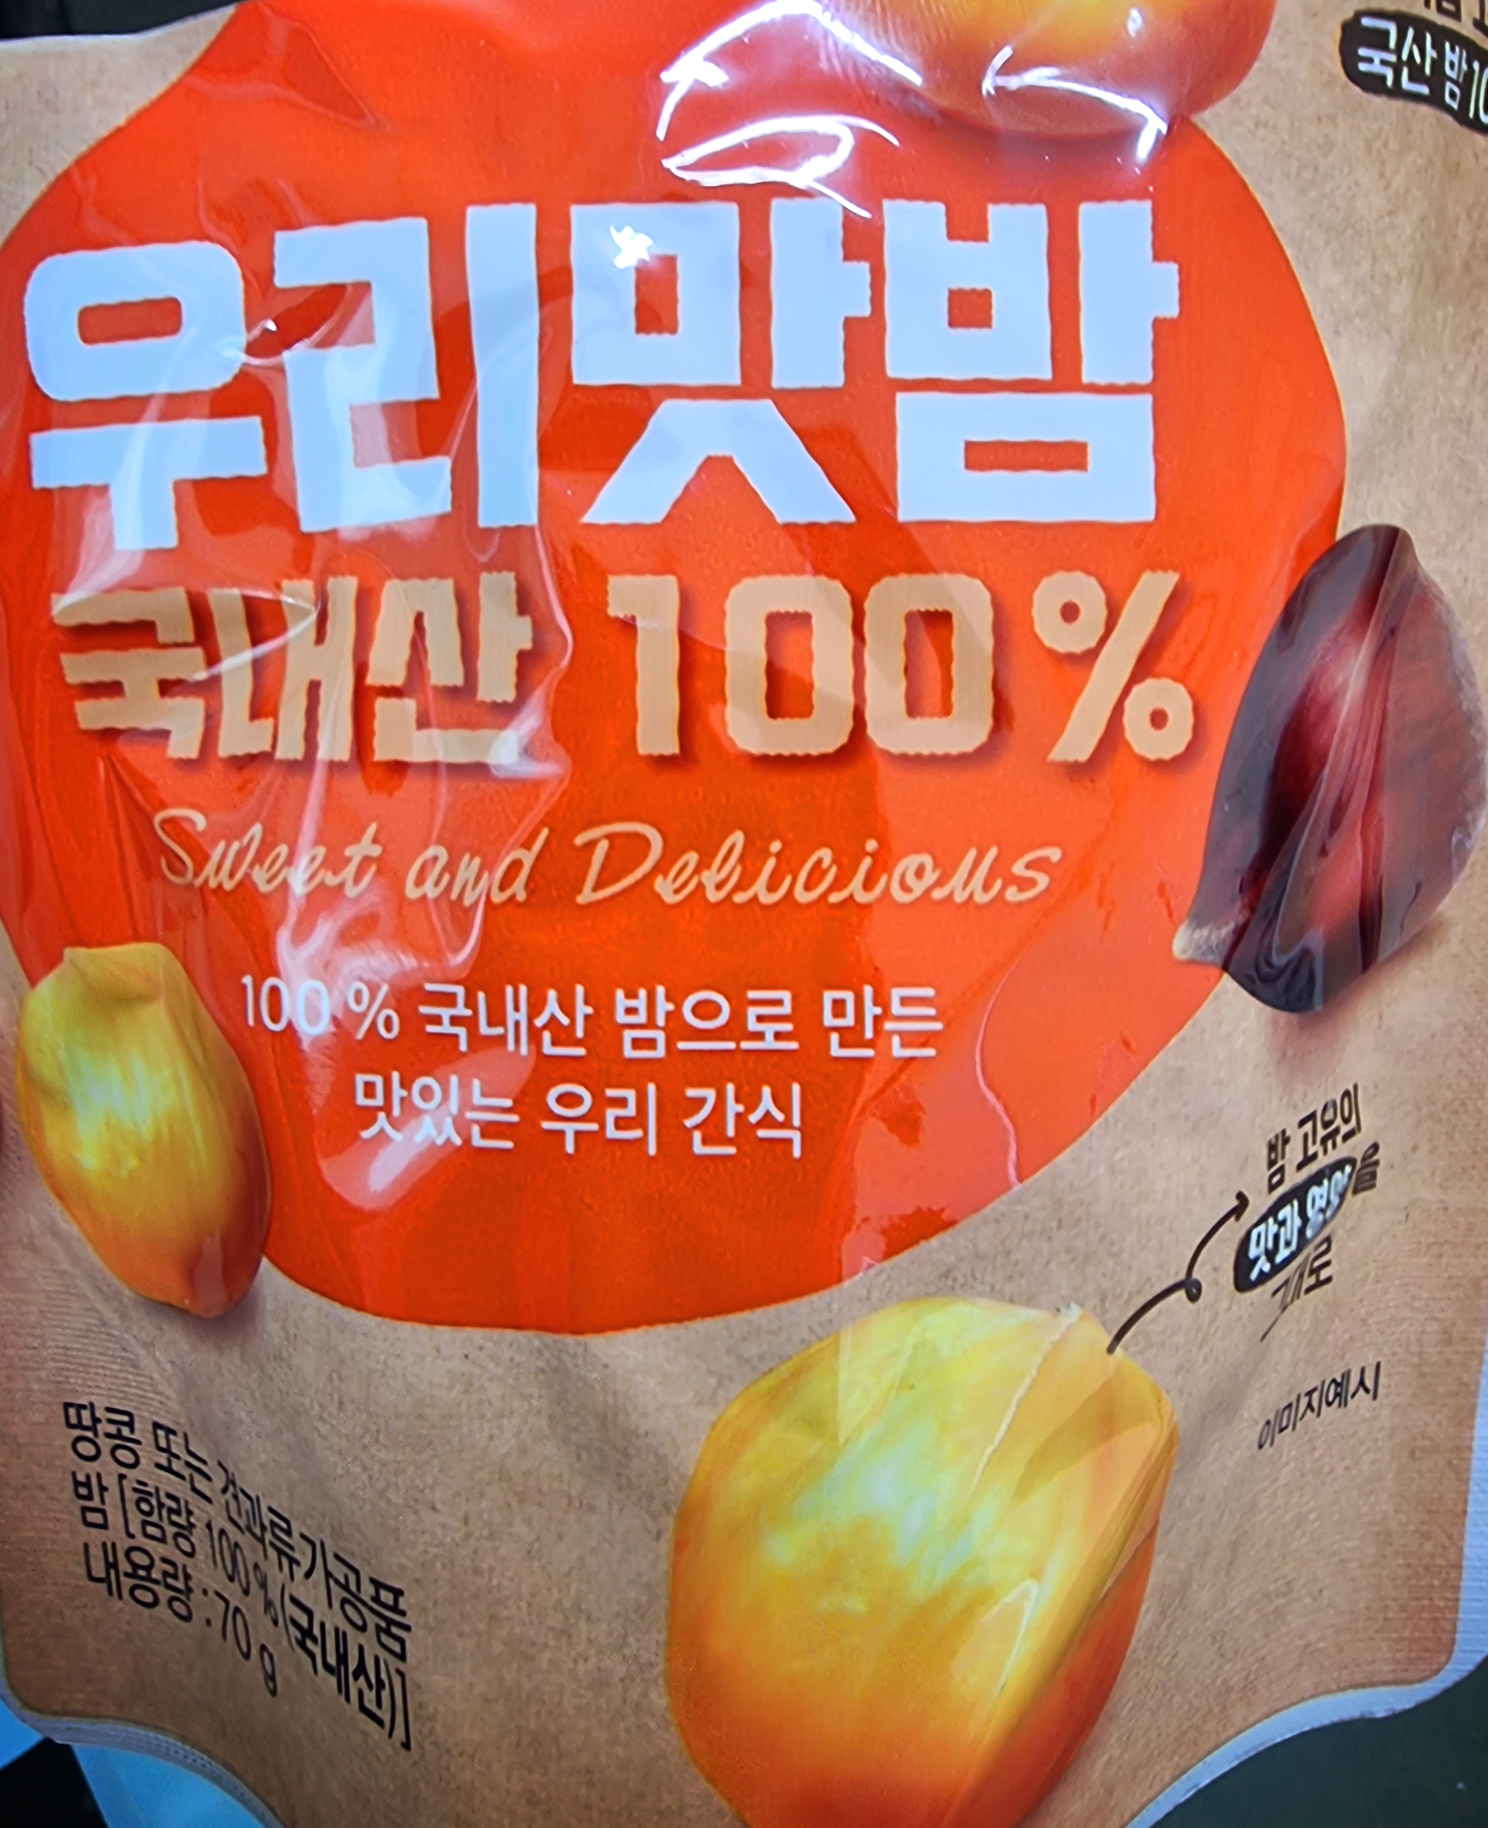 국산 밤
우리맛밤
국내산 100%
Sweet and Delicious
100% 국내산 밤으로 만든
맛있는 우리 간식
밤 고유의
맛과 영양을
그대로
이미지예시
땅콩 또는 견과류가공품
밤 [함량 100%(국내산)]
내용량 : 70 g